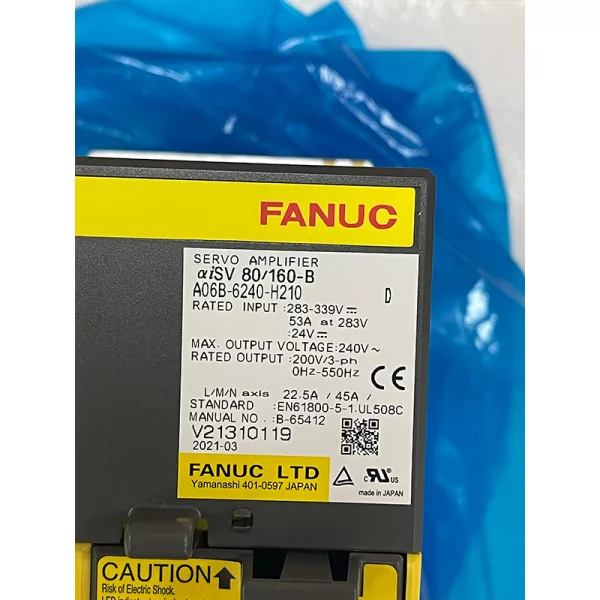 FANUC
SERVO AMPLIFIER
αiSV 80/160-B
A06B-6240-H210 D
RATED INPUT : 283-339V⎓
53A at 283V
:24V⎓
MAX. OUTPUT VOLTAGE:240V~
RATED OUTPUT :200V/3-ph
0Hz-550Hz
L/M/N axis 22.5A / 45A /
STANDARD :EN61800-5-1.UL508C
MANUAL NO. :B-65412
V21310119
2021-03
FANUC LTD
Yamanashi 401-0597 JAPAN
c RU US
made in JAPAN
CAUTION
Risk of Electric Shock.